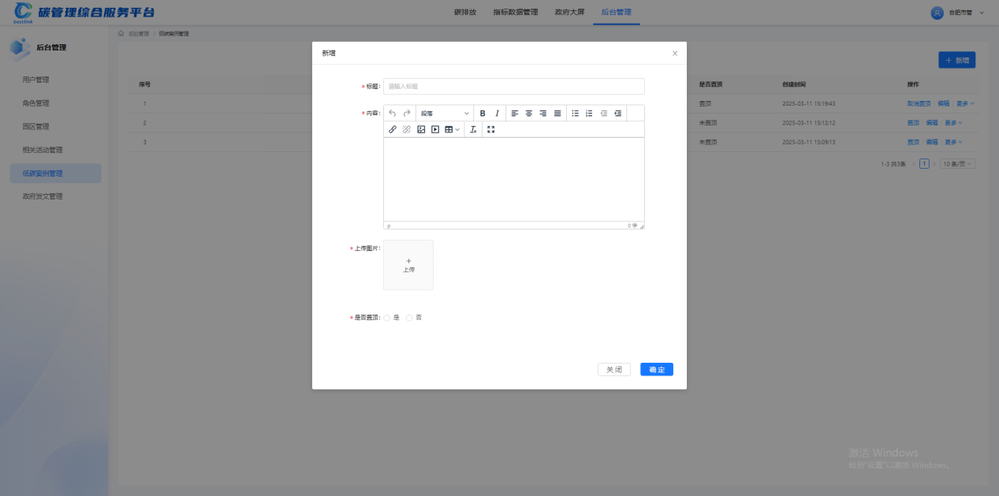 bestlink
碳管理综合服务平台
碳排放 指标数据管理 政府大屏 后台管理
合肥市管
后台管理
后台管理 / 低碳案例管理
用户管理
角色管理
园区管理
相关活动管理
低碳案例管理
政府发文管理
+ 新增
序号 是否置顶 创建时间 操作
1 置顶 2025-03-11 15:19:43 取消置顶 编辑 更多
2 未置顶 2025-03-11 15:12:12 置顶 编辑 更多
3 未置顶 2025-03-11 15:09:13 置顶 编辑 更多
1-3 共3条 < 1 > 10 条/页
新增
* 标题: 请输入标题
* 内容: 段落 B I
p 0 字
* 上传图片:
+
上传
* 是否置顶: 是 否
关 闭 确 定
激活 Windows
转到"设置"以激活 Windows。